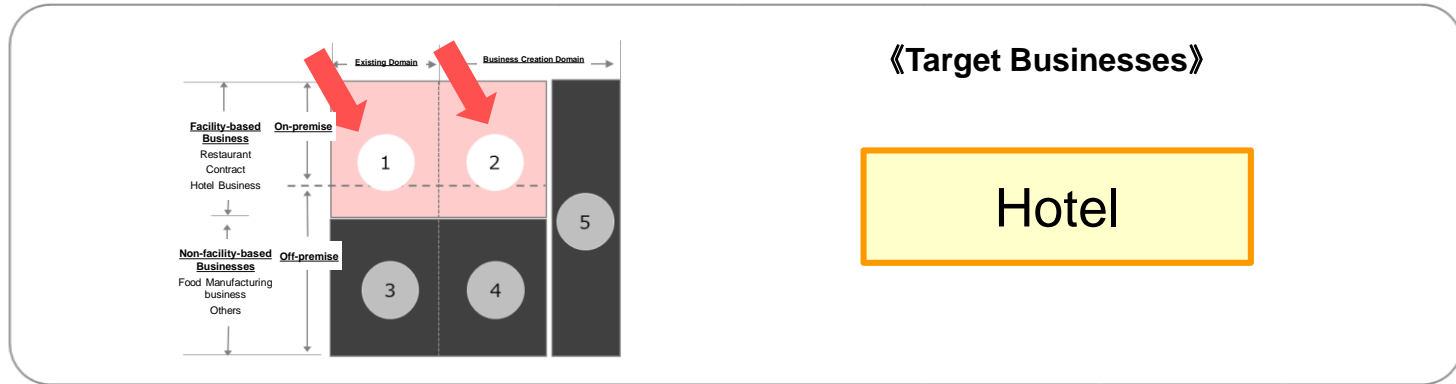 Existing Domain
Business Creation Domain
《Target Businesses》
Facility-based
Business
On-premise
Restaurant
Contract
Hotel Business
1
2
Hotel
5
Non-facility-based
Businesses
Off-premise
Food Manufacturing
business
Others
3
4